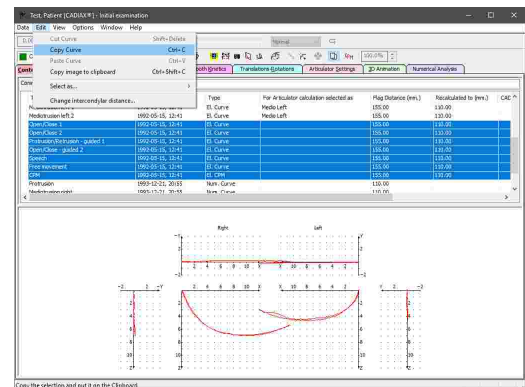 Test, Patient [CADIAX®] - Initial examination
Data Edit View Options Window Help
Cut Curve Shift+Delete
Copy Curve Ctrl+C
Paste Curve Ctrl+V
Copy image to clipboard Ctrl+Shift+C
Select as...
Change intercondylar distance...
Normal
100.0%
Translations-Rotations Articulator Settings 3D Animation Numerical Analysis
Type For Articulator calculation selected as Flag Distance (mm.) Recalculated to (mm.)
1992-05-15, 12:41 El. Curve Medio Left 155.00 110.00
Mediotrusion left 2 1992-05-15, 12:41 El. Curve Medio Left 155.00 110.00
Open/Close 1 1992-05-15, 12:41 El. Curve 155.00 110.00
Open/Close 2 1992-05-15, 12:41 El. Curve 155.00 110.00
Protrusion/Retrusion - guided 1 1992-05-15, 12:41 El. Curve 155.00 110.00
Open/Close - guided 2 1992-05-15, 12:41 El. Curve 155.00 110.00
Speech 1992-05-15, 12:41 El. Curve 155.00 110.00
Free movement 1992-05-15, 12:41 El. Curve 155.00 110.00
CPM 1992-05-15, 12:41 El. CPM 155.00 110.00
Protrusion 1993-12-21, 20:55 Num. Curve 110.00
Right Left
Copy the selection and put it on the Clipboard.